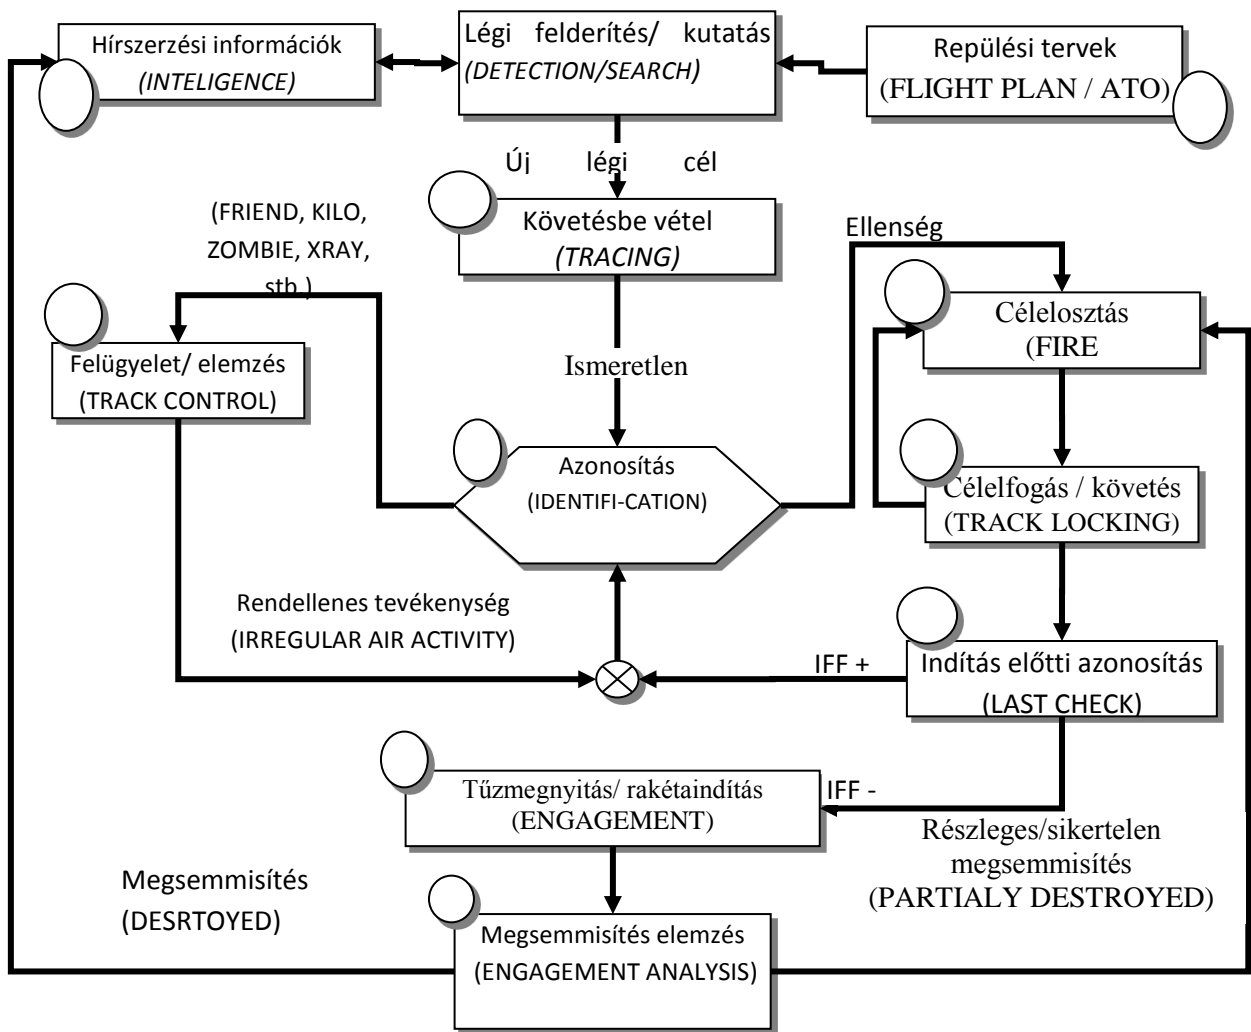 Hírszerzési információk
(INTELIGENCE)
Légi felderítés/ kutatás
(DETECTION/SEARCH)
Repülési tervek
(FLIGHT PLAN / ATO)
Új légi cél
Követésbe vétel
(TRACING)
(FRIEND, KILO,
ZOMBIE, XRAY,
stb.)
Ellenség
Célelosztás
(FIRE
Felügyelet/ elemzés
(TRACK CONTROL)
Ismeretlen
Azonosítás
(IDENTIFI-CATION)
Célelfogás / követés
(TRACK LOCKING)
Rendellenes tevékenység
(IRREGULAR AIR ACTIVITY)
IFF +
Indítás előtti azonosítás
(LAST CHECK)
Tűzmegnyitás/ rakétaindítás
(ENGAGEMENT)
IFF -
Részleges/sikertelen
megsemmisítés
(PARTIALY DESTROYED)
Megsemmisítés
(DESRTOYED)
Megsemmisítés elemzés
(ENGAGEMENT ANALYSIS)